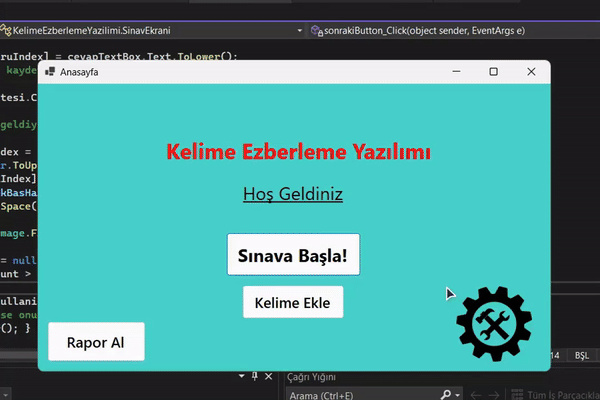 KelimeEzberlemeYazilimi.SinavEkrani
sonrakiButton_Click(object sender, EventArgs e)
ruIndex] = cevapTextBox.Text.ToLower();
kayde
Anasayfa
tesi.C
geldiy
dex =
r.ToUp
Index]
kBasHa
Space(
mage.F
= null
unt >
ullani
se onu
(); }
Kelime Ezberleme Yazılımı
Hoş Geldiniz
Sınava Başla!
Kelime Ekle
Rapor Al
14
BŞL
Çağrı Yığını
Arama (Ctrl+E)
Tüm İş Parçacıkla